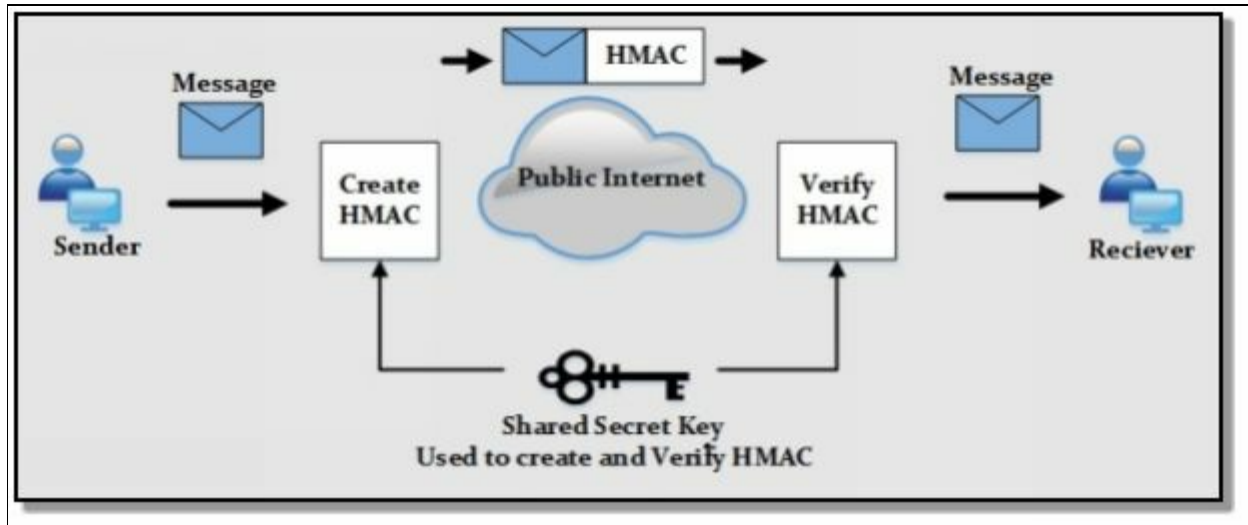 HMAC
Message
Message
Public Internet
Create
HMAC
Verify
HMAC
Sender
Reciever
Shared Secret Key
Used to create and Verify HMAC